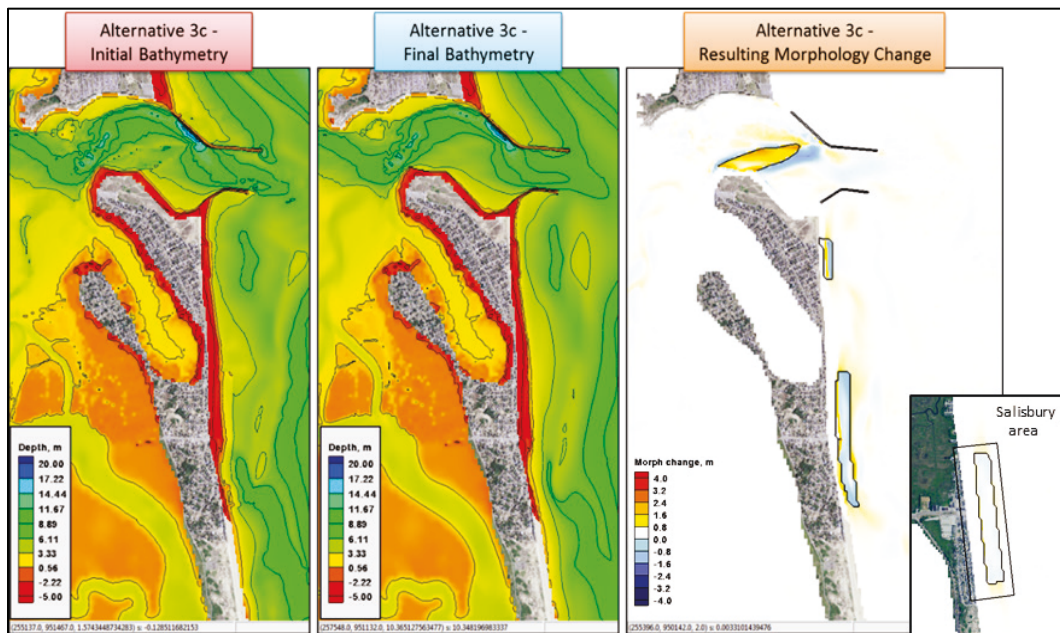 Alternative 3c -
Initial Bathymetry
Alternative 3c -
Final Bathymetry
Alternative 3c -
Resulting Morphology Change
Depth, m
20.00
17.22
14.44
11.67
8.89
6.11
3.33
0.56
-2.22
-5.00
(255137.0, 951467.0, 1.5743448734283) s: -0.128511682153
Depth, m
20.00
17.22
14.44
11.67
8.89
6.11
3.33
0.56
-2.22
-5.00
(257548.0, 951132.0, 10.365127563477) s: 10.348196983337
Morph change, m
4.0
3.2
2.4
1.6
0.8
0.0
-0.8
-1.6
-2.4
-3.2
-4.0
(255396.0, 950142.0, 2.0) s: 0.0033101439476
Salisbury
area